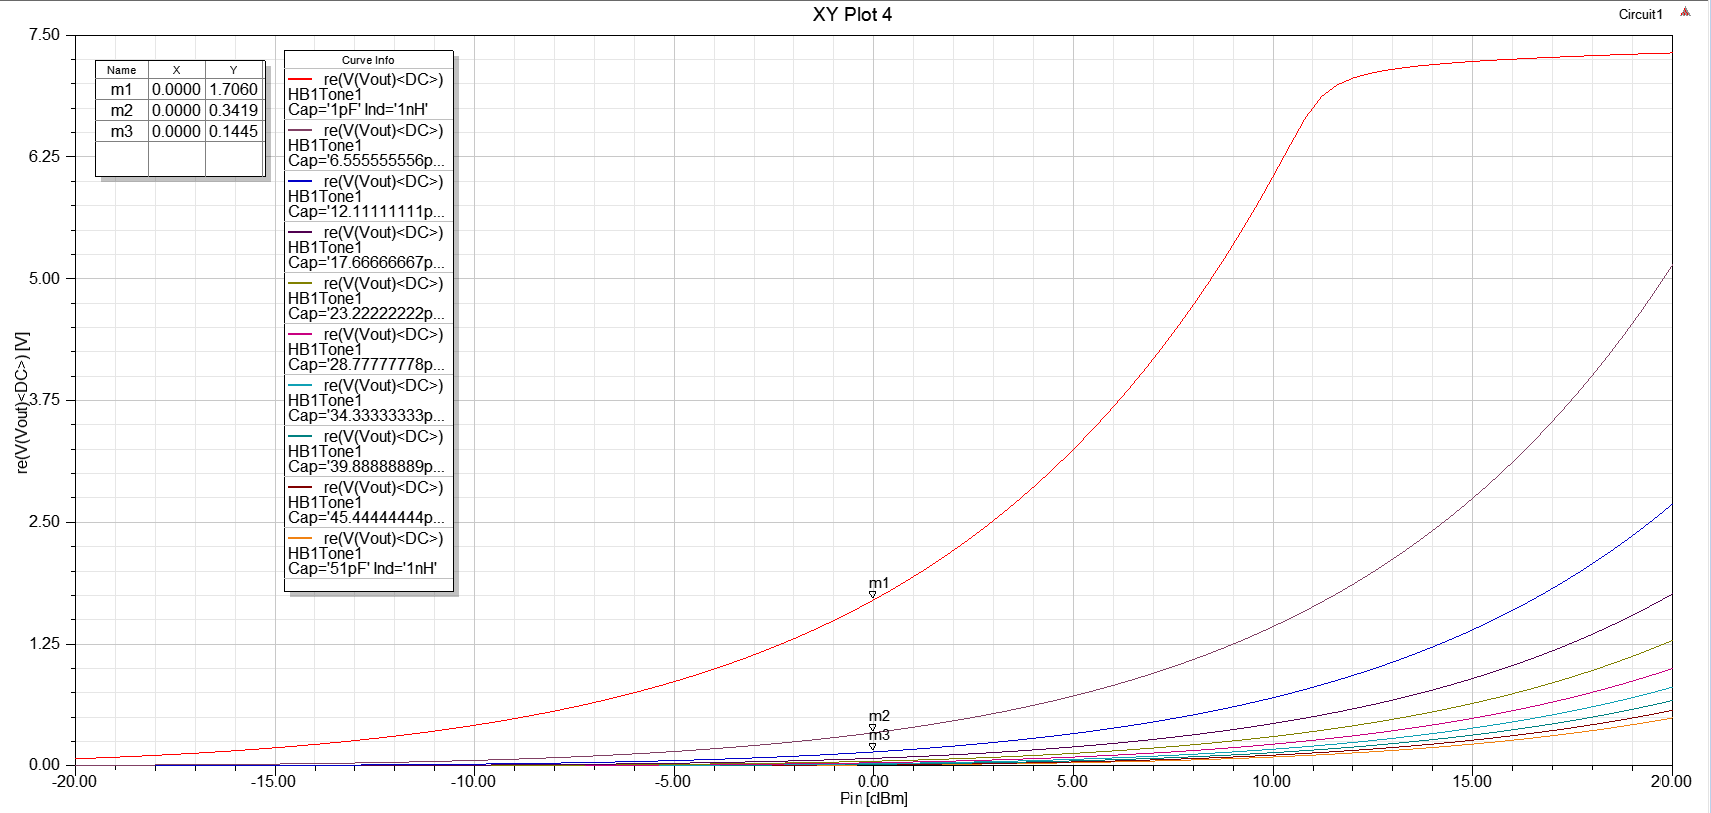 XY Plot 4
Circuit1
Name X Y
m1 0.0000 1.7060
m2 0.0000 0.3419
m3 0.0000 0.1445
Curve Info
re(V(Vout)<DC>)
HB1Tone1
Cap='1pF' Ind='1nH'
re(V(Vout)<DC>)
HB1Tone1
Cap='6.555555556p...
re(V(Vout)<DC>)
HB1Tone1
Cap='12.11111111p...
re(V(Vout)<DC>)
HB1Tone1
Cap='17.66666667p...
re(V(Vout)<DC>)
HB1Tone1
Cap='23.22222222p...
re(V(Vout)<DC>)
HB1Tone1
Cap='28.77777778p...
re(V(Vout)<DC>)
HB1Tone1
Cap='34.33333333p...
re(V(Vout)<DC>)
HB1Tone1
Cap='39.88888889p...
re(V(Vout)<DC>)
HB1Tone1
Cap='45.44444444p...
re(V(Vout)<DC>)
HB1Tone1
Cap='51pF' Ind='1nH'
7.50
6.25
5.00
3.75
2.50
1.25
0.00
re(V(Vout)<DC>) [V]
m1
m2
m3
-20.00 -15.00 -10.00 -5.00 0.00 5.00 10.00 15.00 20.00
Pin [dBm]